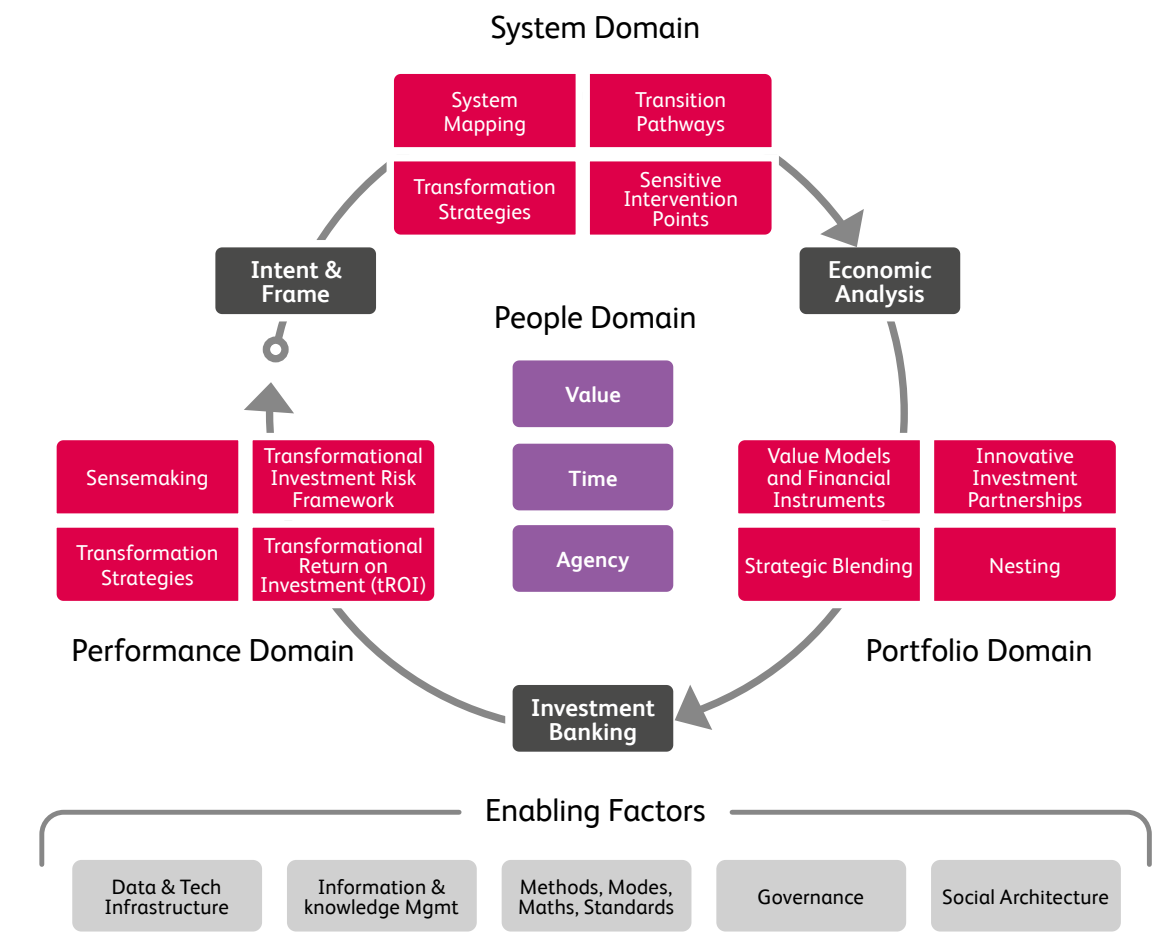 System Domain
System
Mapping
Transition
Pathways
Transformation
Strategies
Sensitive
Intervention
Points
Intent &
Frame
Economic
Analysis
People Domain
Value
Time
Agency
Sensemaking
Transformational
Investment Risk
Framework
Transformation
Strategies
Transformational
Return on
Investment (tROI)
Performance Domain
Value Models
and Financial
Instruments
Innovative
Investment
Partnerships
Strategic Blending
Nesting
Portfolio Domain
Investment
Banking
Enabling Factors
Data & Tech
Infrastructure
Information &
knowledge Mgmt
Methods, Modes,
Maths, Standards
Governance
Social Architecture